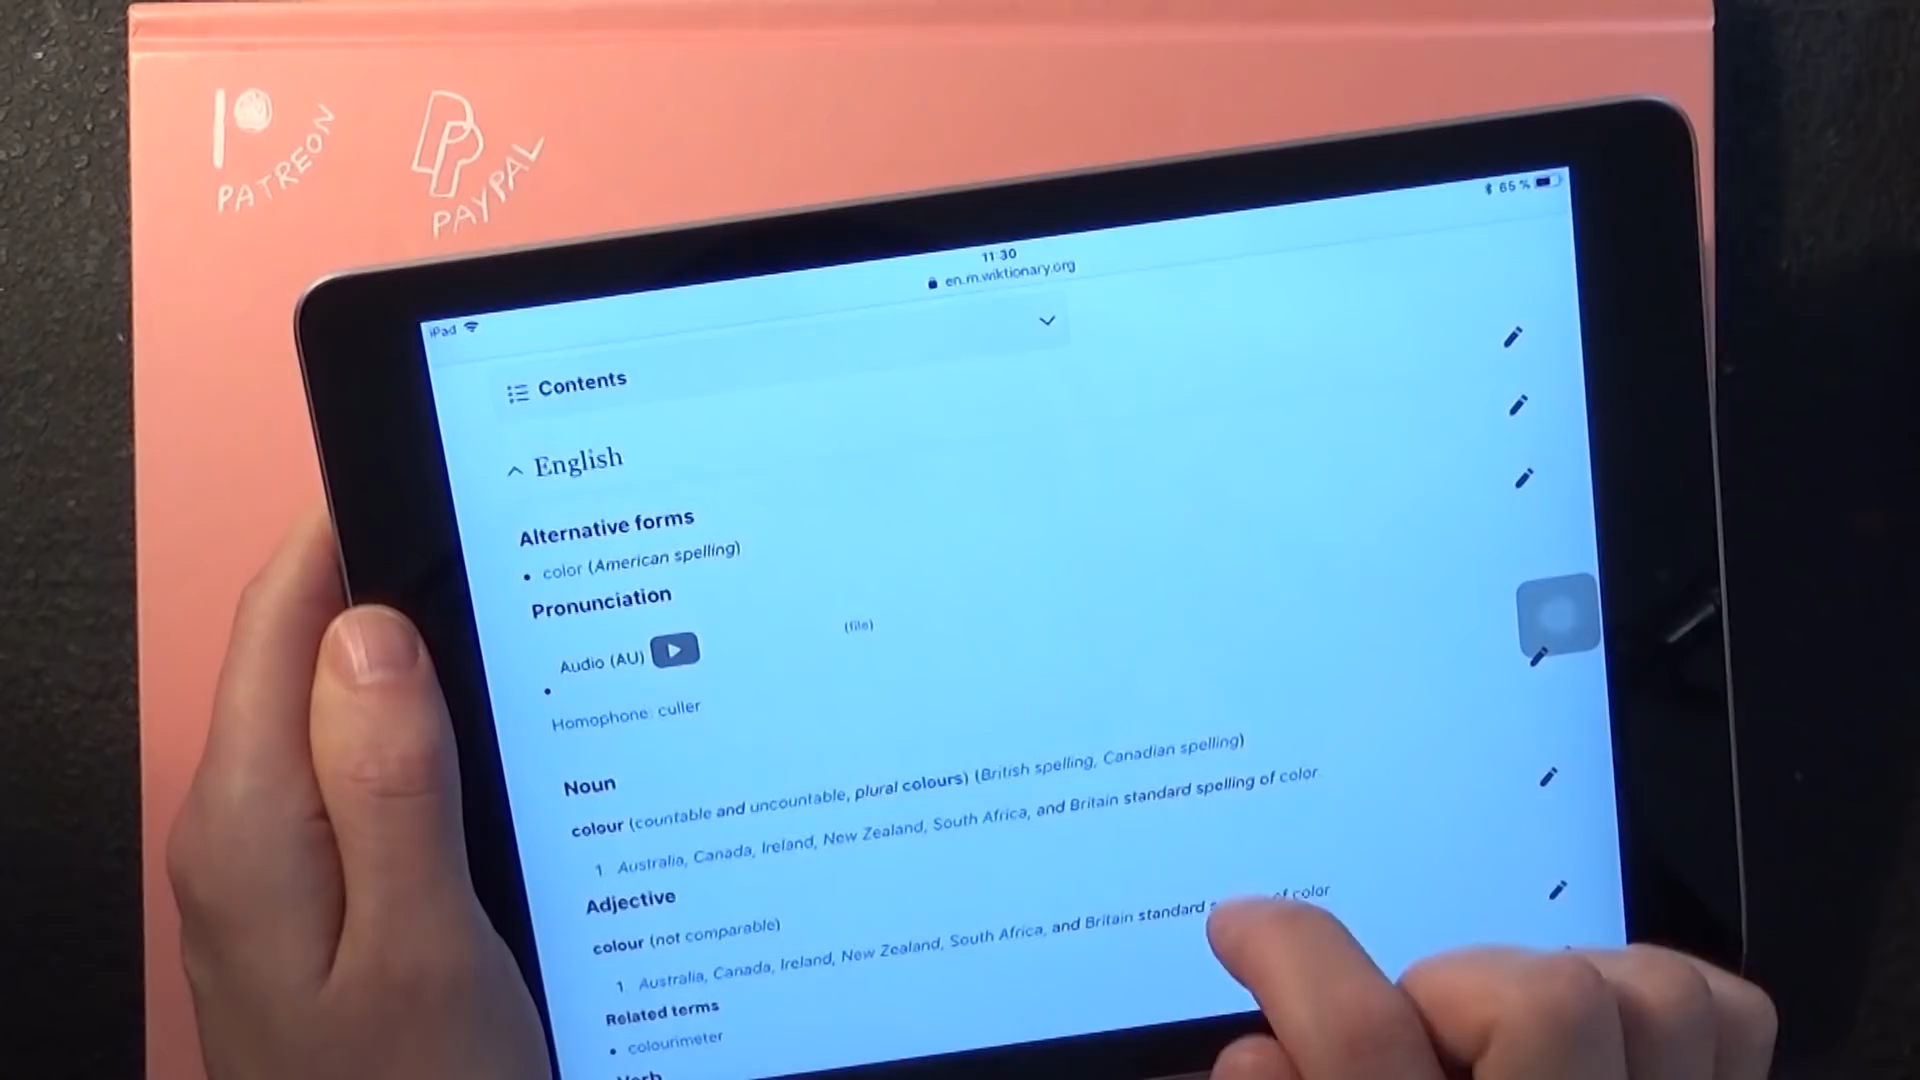 PATREON
PAYPAL
iPad
11:30
65 %
en.m.wiktionary.org
Contents
English
Alternative forms
• color (American spelling)
Pronunciation
Audio (AU)
(file)
•
Homophone: culler
Noun
colour (countable and uncountable, plural colours) (British spelling, Canadian spelling)
1 Australia, Canada, Ireland, New Zealand, South Africa, and Britain standard spelling of color
Adjective
colour (not comparable)
1 Australia, Canada, Ireland, New Zealand, South Africa, and Britain standard of color
Related terms
• colourimeter
Verb